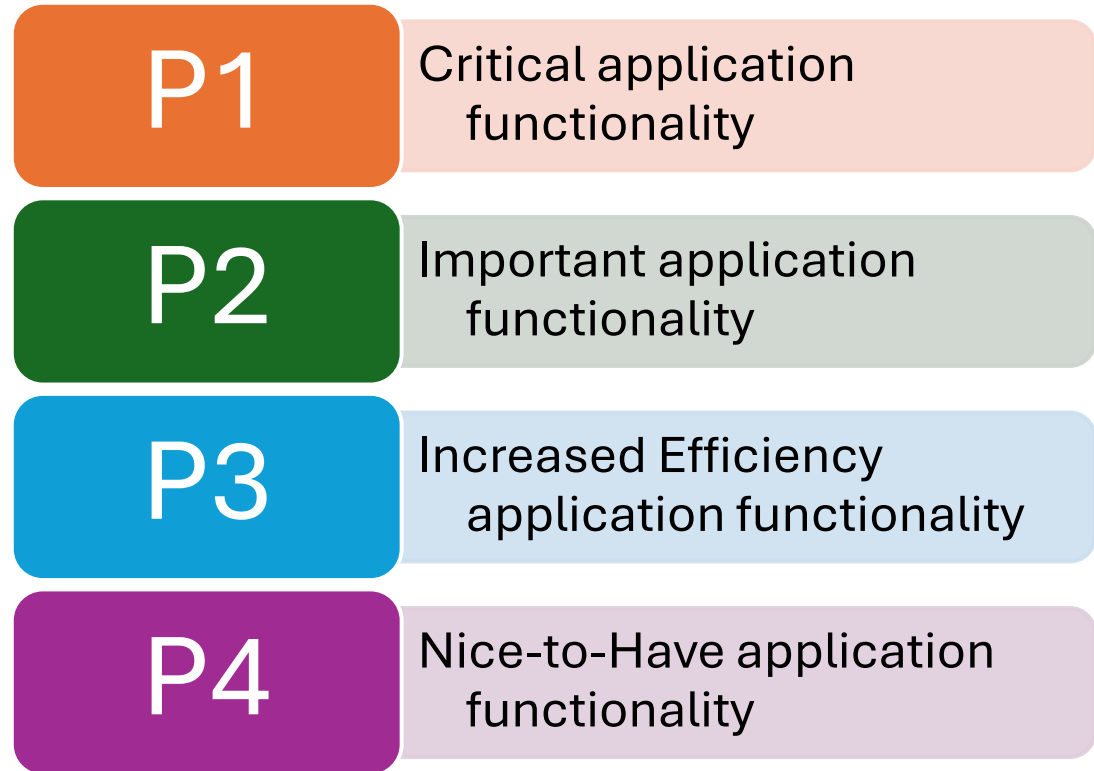 P1
Critical application
functionality
P2
Important application
functionality
P3
Increased Efficiency
application functionality
P4
Nice-to-Have application
functionality